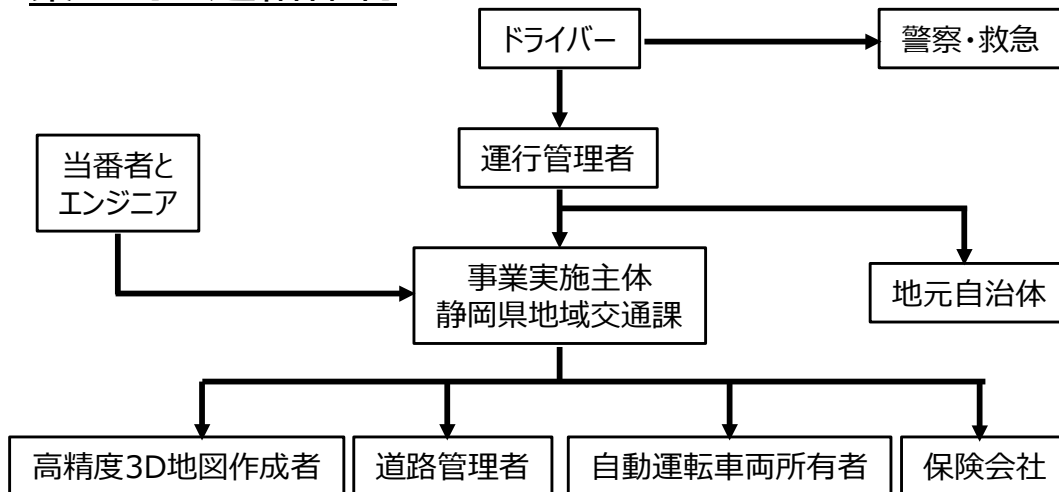 ドライバー
警察・救急
運行管理者
当番者と
エンジニア
事業実施主体
静岡県地域交通課
地元自治体
高精度3D地図作成者
道路管理者
自動運転車両所有者
保険会社